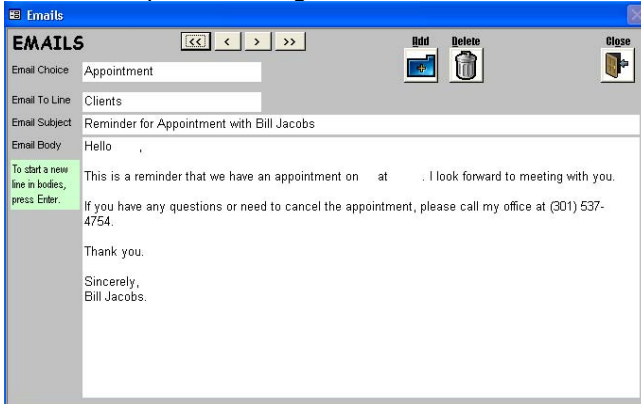 Emails
EMAILS << < > >> Add Delete Close
Email Choice Appointment
Email To Line Clients
Email Subject Reminder for Appointment with Bill Jacobs
Email Body Hello ,
To start a new
line in bodies,
press Enter.
This is a reminder that we have an appointment on at . I look forward to meeting with you.
If you have any questions or need to cancel the appointment, please call my office at (301) 537-
4754.
Thank you.
Sincerely,
Bill Jacobs.